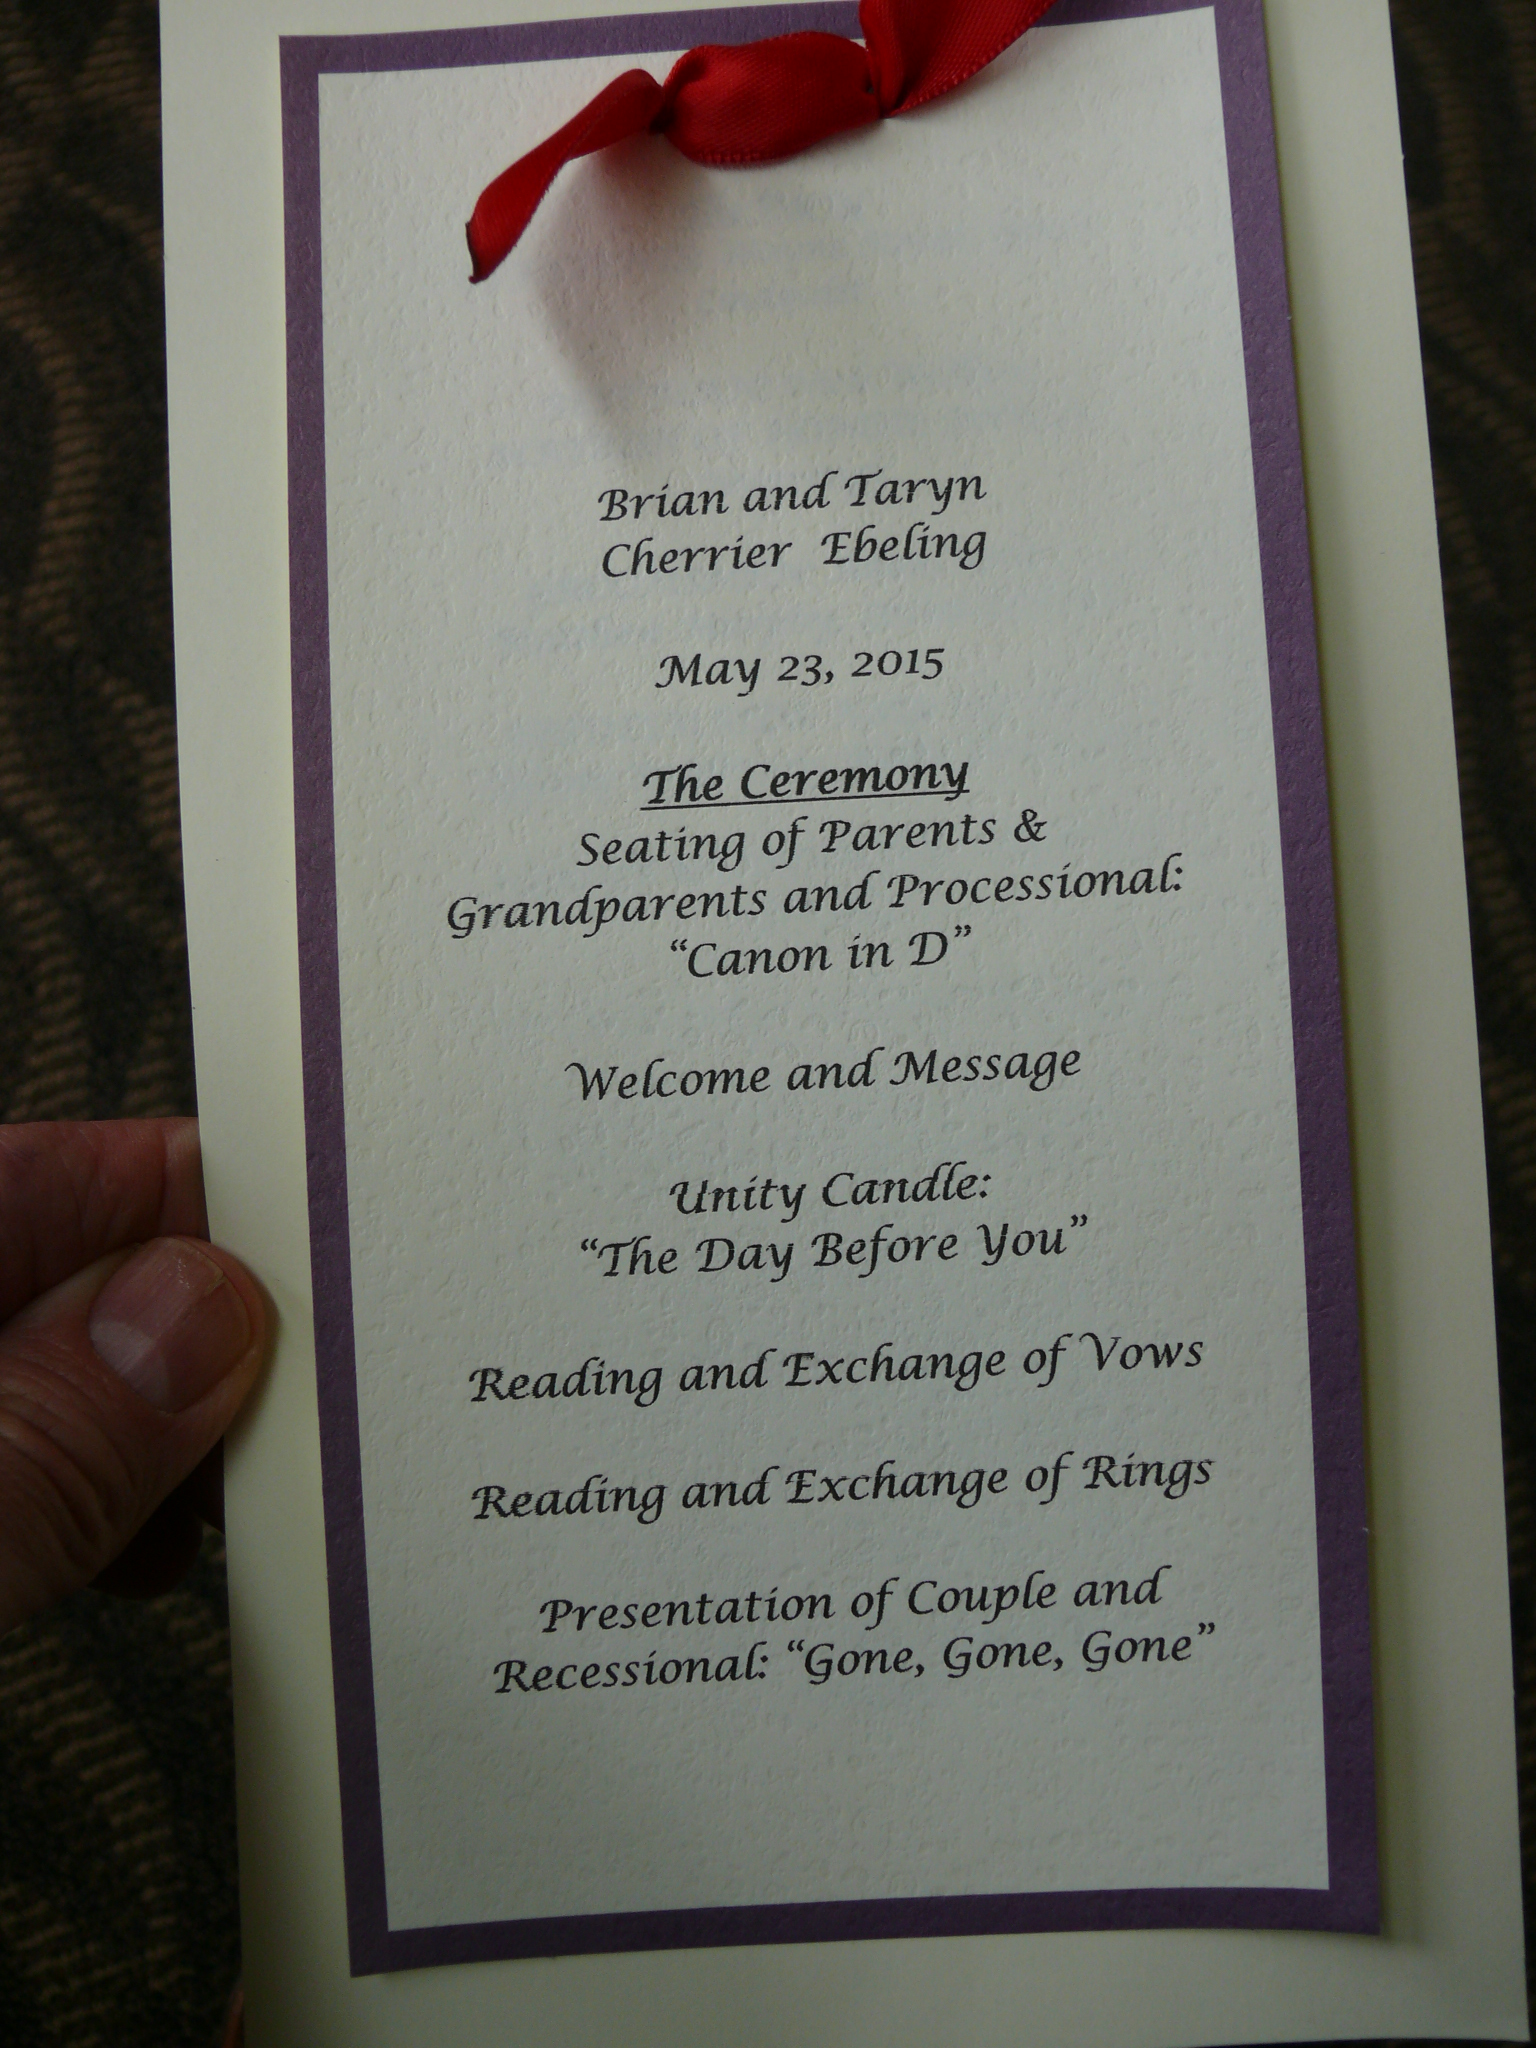 Brian and Taryn
Cherrier Ebeling
May 23, 2015
The Ceremony
Seating of Parents &
Grandparents and Processional:
“Canon in D”
Welcome and Message
Unity Candle:
“The Day Before You”
Reading and Exchange of Vows
Reading and Exchange of Rings
Presentation of Couple and
Recessional: “Gone, Gone, Gone”